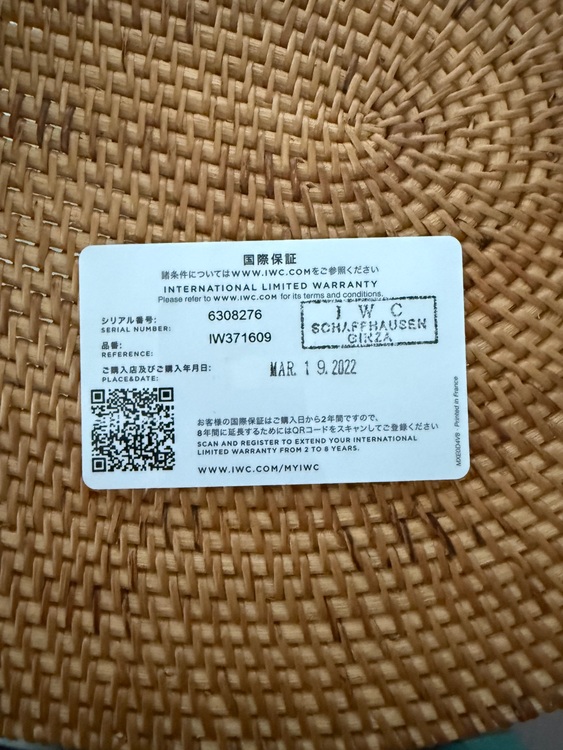 国際保証
諸条件についてはWWW.IWC.COMをご参照ください
INTERNATIONAL LIMITED WARRANTY
Please refer to WWW.IWC.COM for its terms and conditions.
シリアル番号:
SERIAL NUMBER:
6308276
品番:
REFERENCE:
IW371609
I W C
SCHAFFHAUSEN
GINZA
ご購入店及びご購入年月日:
PLACE&DATE:
MAR. 19. 2022
お客様の国際保証はご購入日から2年間ですので、
8年間に延長するためにはQRコードをスキャンしてご登録ください
SCAN AND REGISTER TO EXTEND YOUR INTERNATIONAL
LIMITED WARRANTY FROM 2 TO 8 YEARS.
WWW.IWC.COM/MYIWC
Printed in France